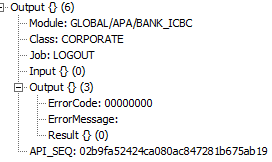 Output {} (6)
Module: GLOBAL/APA/BANK_ICBC
Class: CORPORATE
Job: LOGOUT
Input {} (0)
Output {} (3)
ErrorCode: 00000000
ErrorMessage:
Result {} (0)
API_SEQ: 02b9fa52424ca080ac847281b675ab19